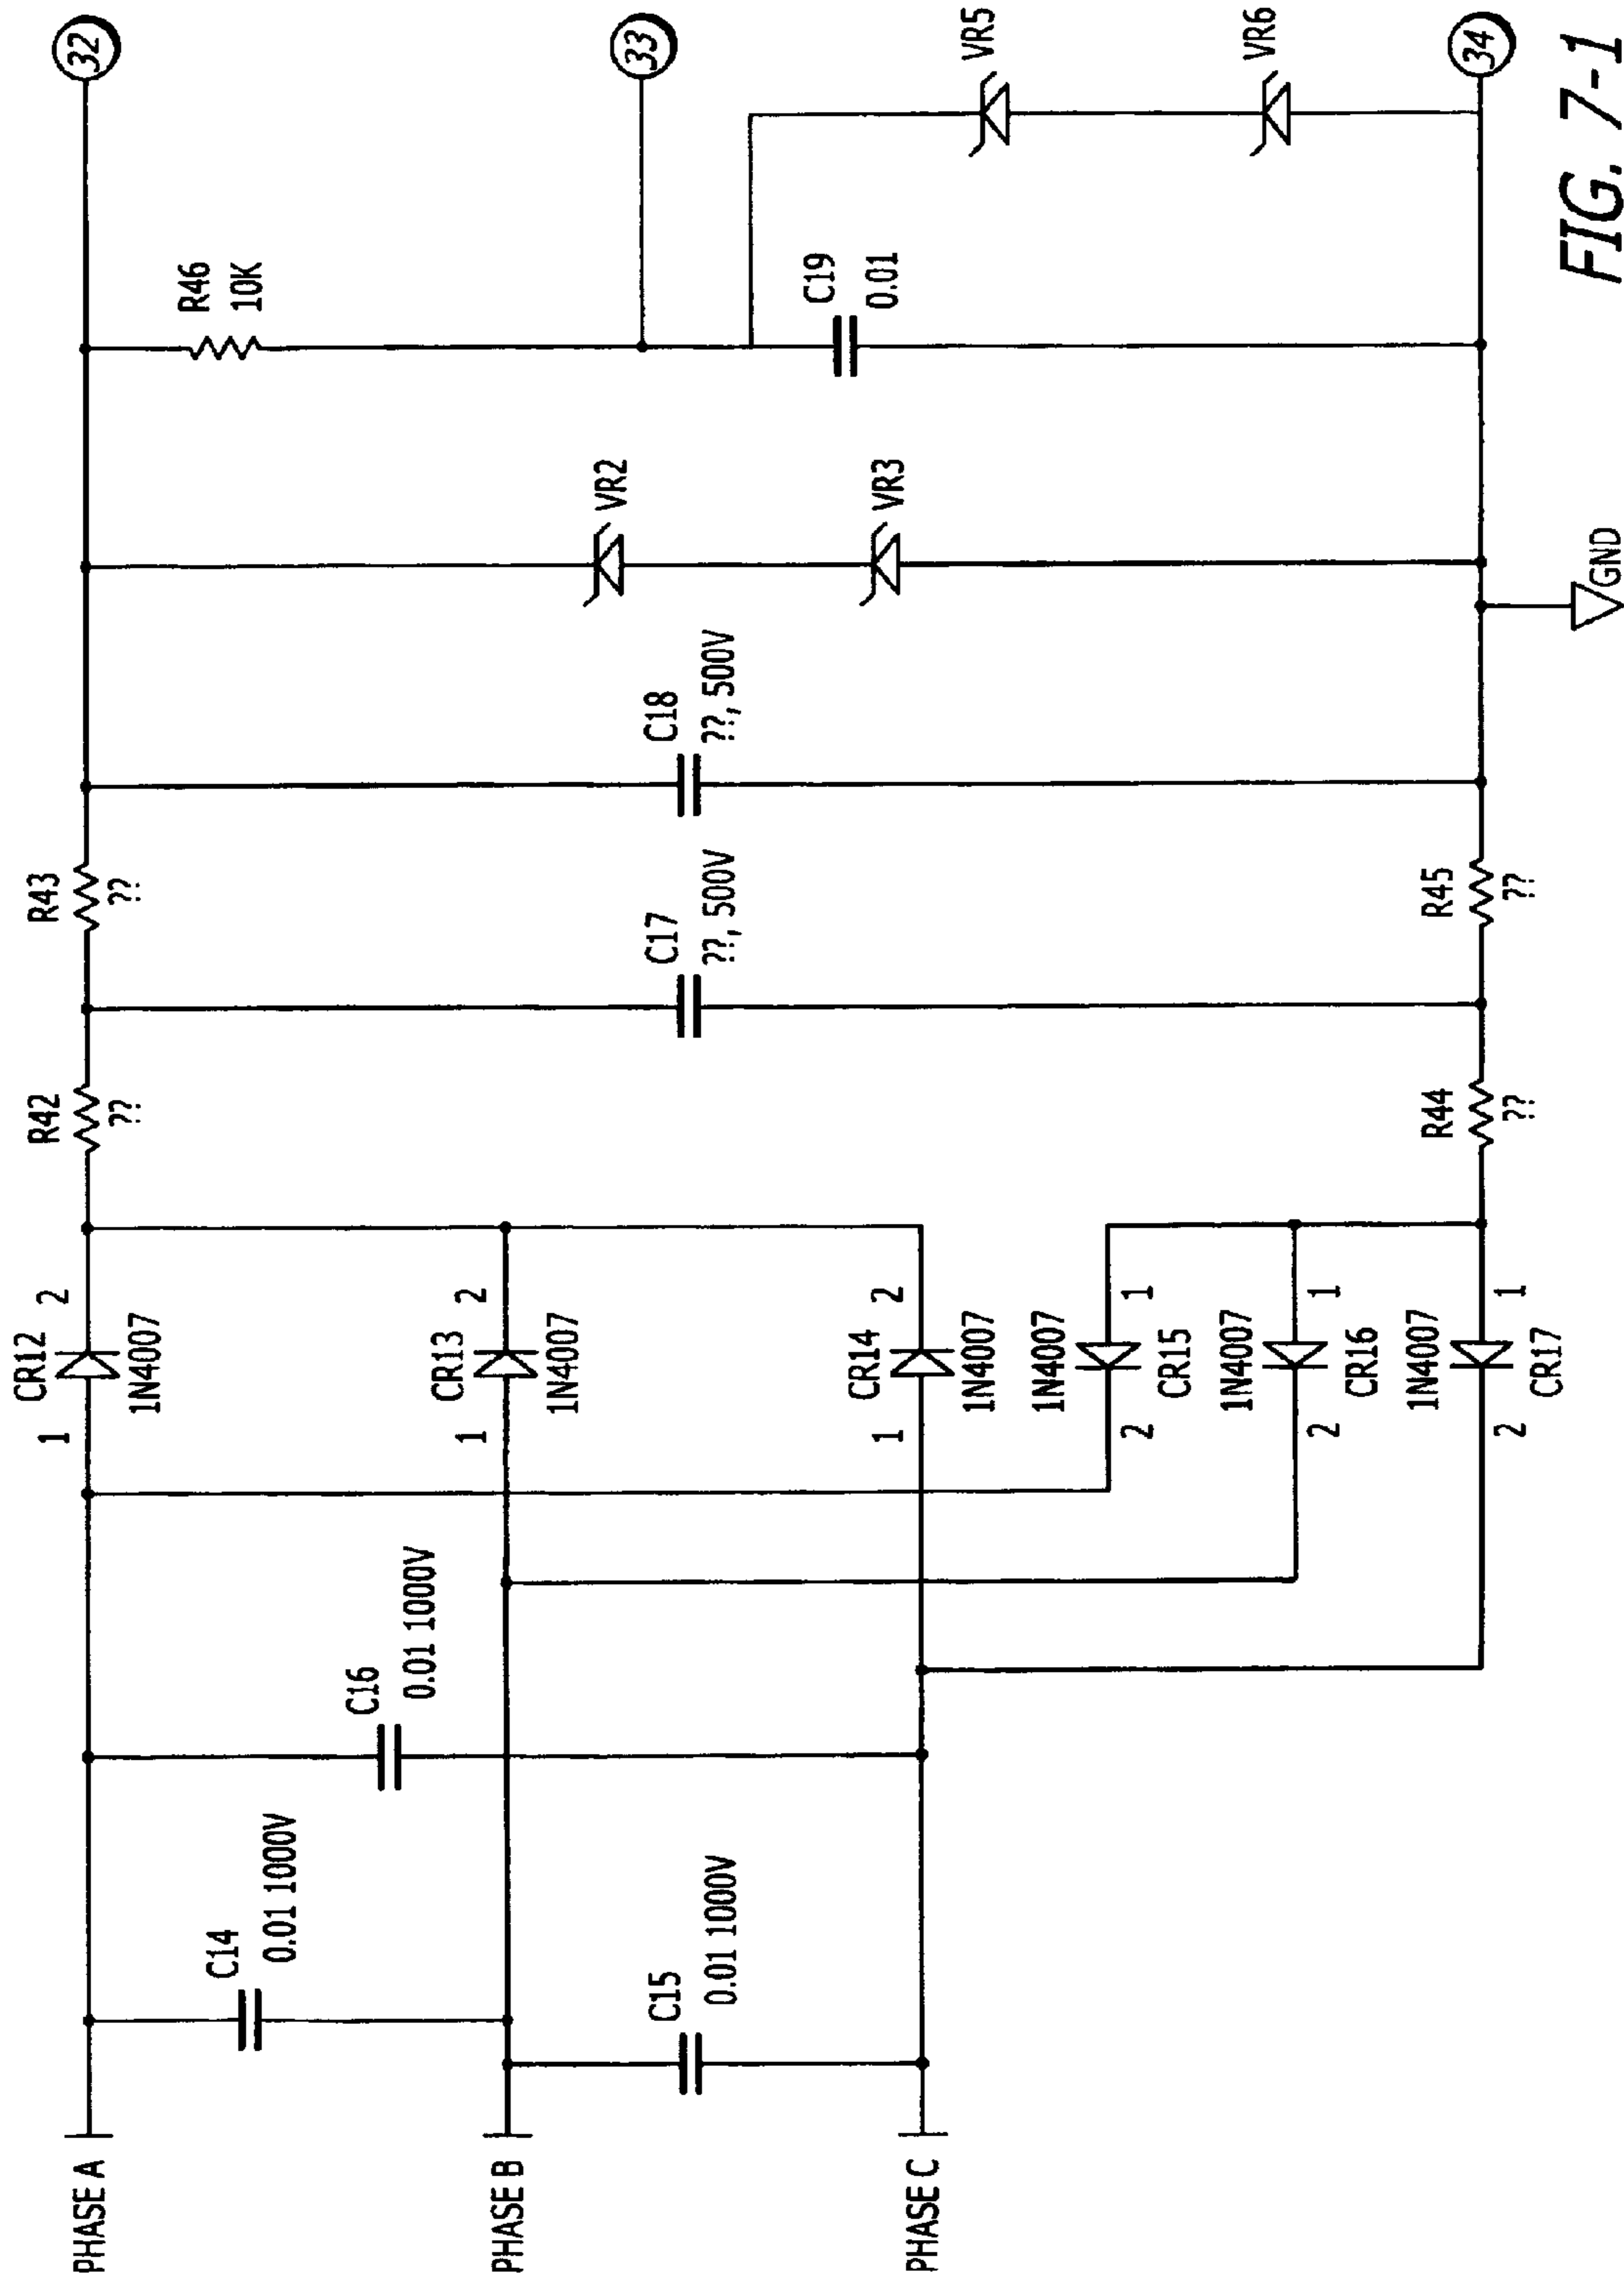 32
33
34
VR5
VR6
R46
10K
C19
0.01
FIG. 7-1
VR2
VR3
GND
C18
??, 500V
C17
??, 500V
R43
??
R45
??
R42
??
R44
??
CR12
1N4007
1
2
CR13
1N4007
1
2
CR14
1N4007
1
2
1N4007
CR15
2
1
1N4007
CR16
2
1
1N4007
CR17
2
1
C16
0.01 1000V
C14
0.01 1000V
C15
0.01 1000V
PHASE A
PHASE B
PHASE C